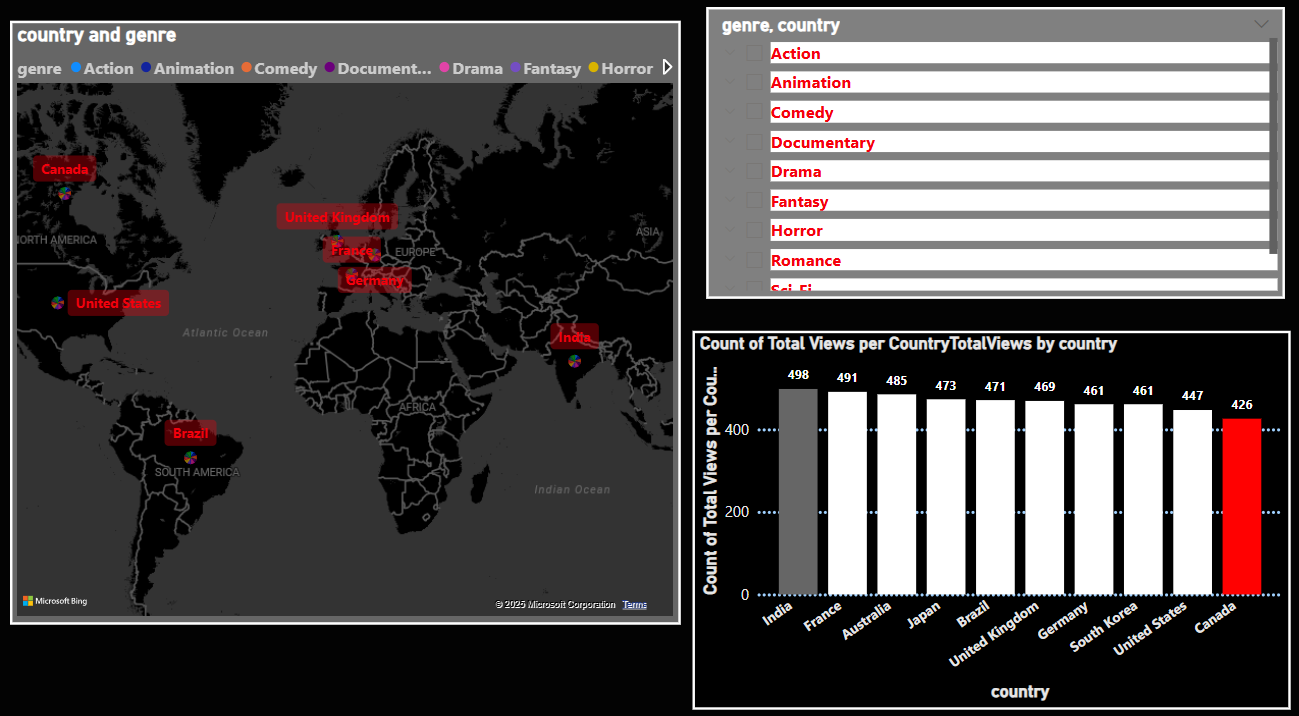 country and genre
genre Action Animation Comedy Document... Drama Fantasy Horror
Canada
United Kingdom
NORTH AMERICA
ASIA
France
EUROPE
Germany
United States
Atlantic Ocean
India
AFRICA
Brazil
SOUTH AMERICA
Indian Ocean
Microsoft Bing
© 2025 Microsoft Corporation Terms
genre, country
Action
Animation
Comedy
Documentary
Drama
Fantasy
Horror
Romance
Sci-Fi
Count of Total Views per CountryTotalViews by country
Count of Total Views per Cou...
498 491 485 473 471 469 461 461 447 426
400
200
0
India France Australia Japan Brazil United Kingdom Germany South Korea United States Canada
country